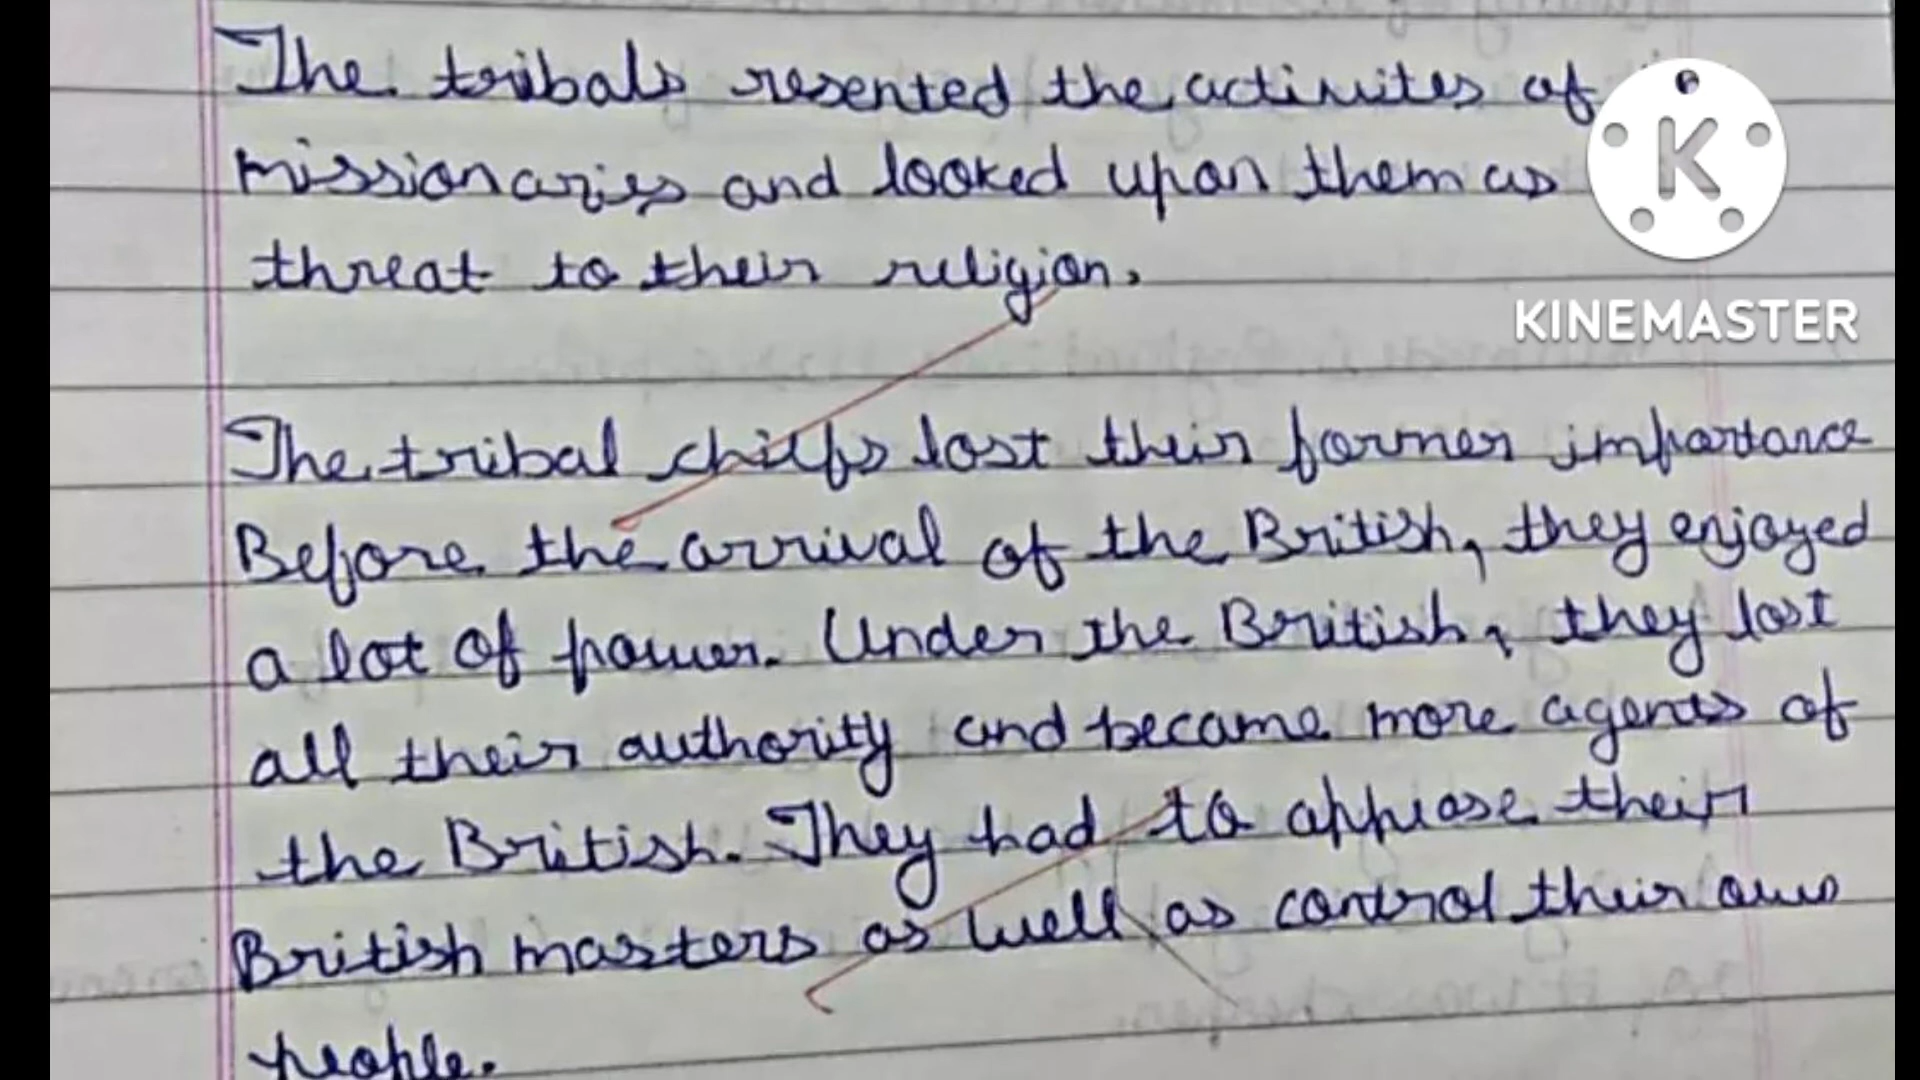 The tribals resented the activites of
missionaries and looked upon them as
threat to their religion.
The tribal chiefs lost their former importance
Before the arrival of the British, they enjoyed
a lot of power. Under the British, they lost
all their authority and became more agents of
the British. They had to appease their
British masters as well as control their own
people.
K
KINEMASTER